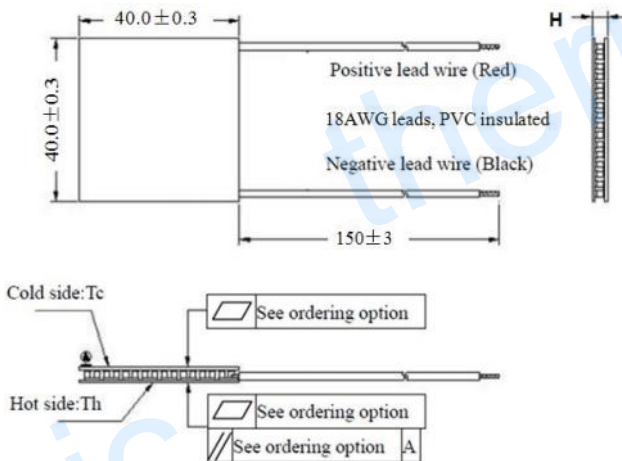 40.0±0.3
H
40.0±0.3
Positive lead wire (Red)
18AWG leads, PVC insulated
Negative lead wire (Black)
150±3
Cold side:Tc
See ordering option
Hot side:Th
See ordering option
See ordering option A